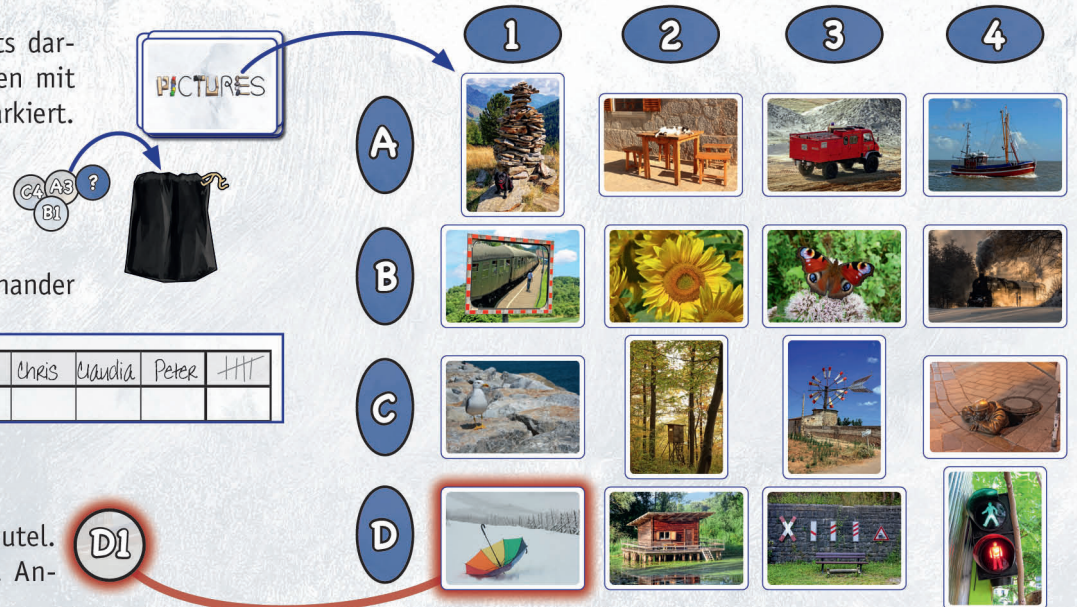 ts dar-
en mit
arkiert.
PICTURES
C4 A3 ?
B1
nander
Chris Claudia Peter
utel.
An-
D1
1 2 3 4
A
B
C
D